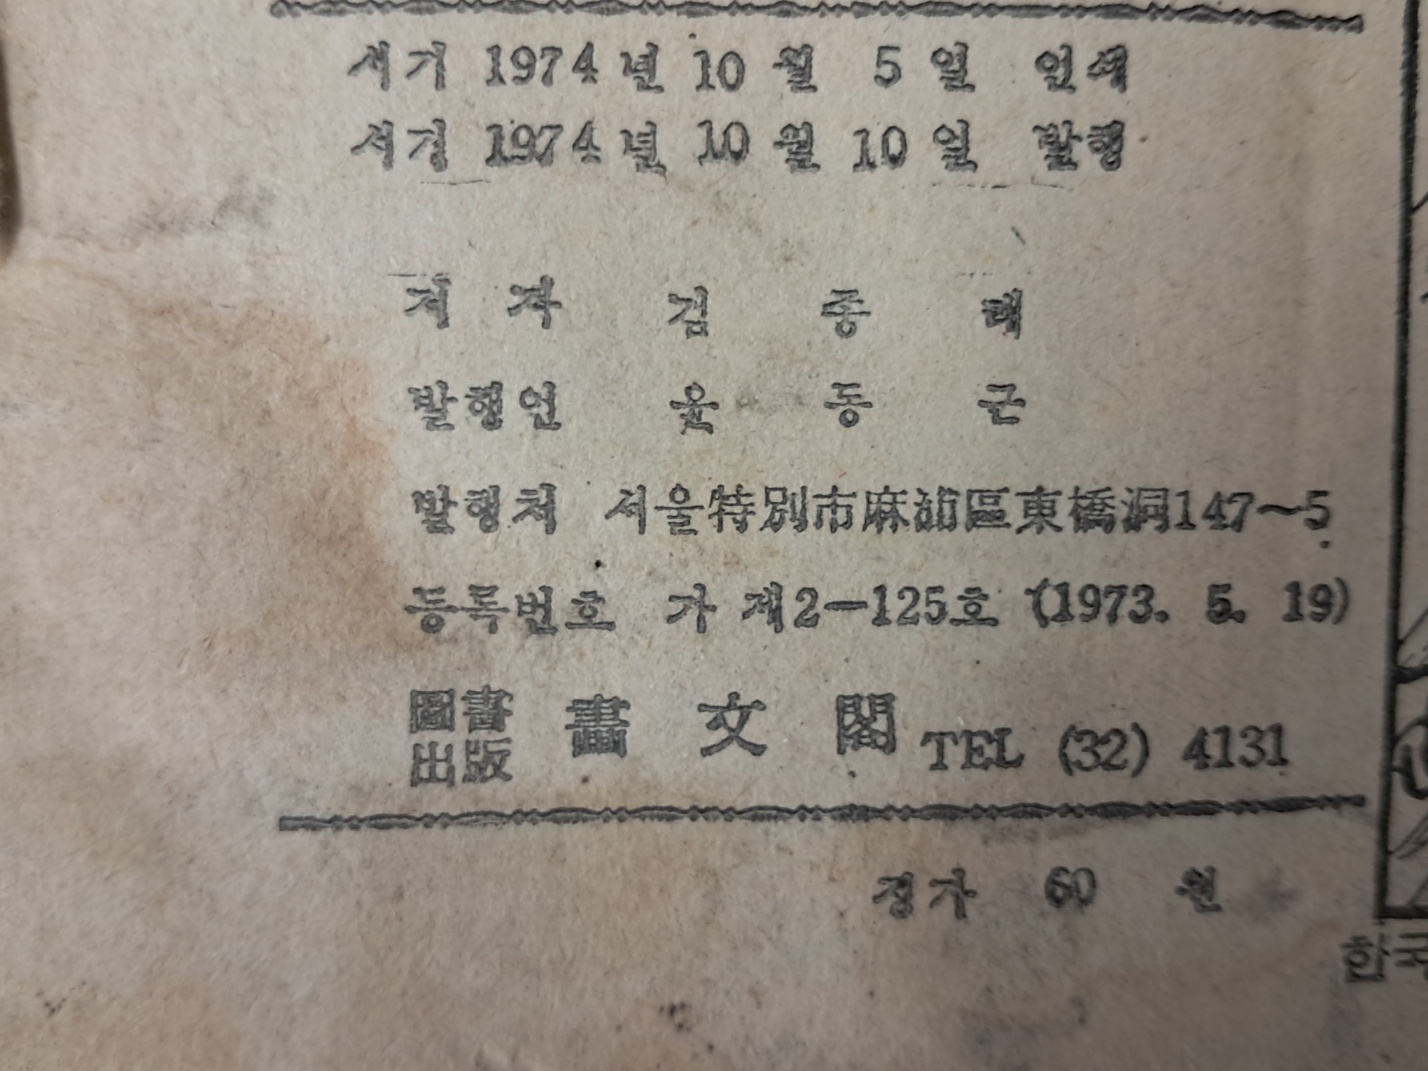 서기 1974년 10월 5일 인쇄
서기 1974년 10월 10일 발행
저 자 김 종 래
발행인 윤 동 근
발행처 서울特別市麻浦區東橋洞147~5
등록번호 가 제2-125호 (1973. 5. 19)
圖書出版 畵文閣 TEL (32) 4131
정가 60 원
한국